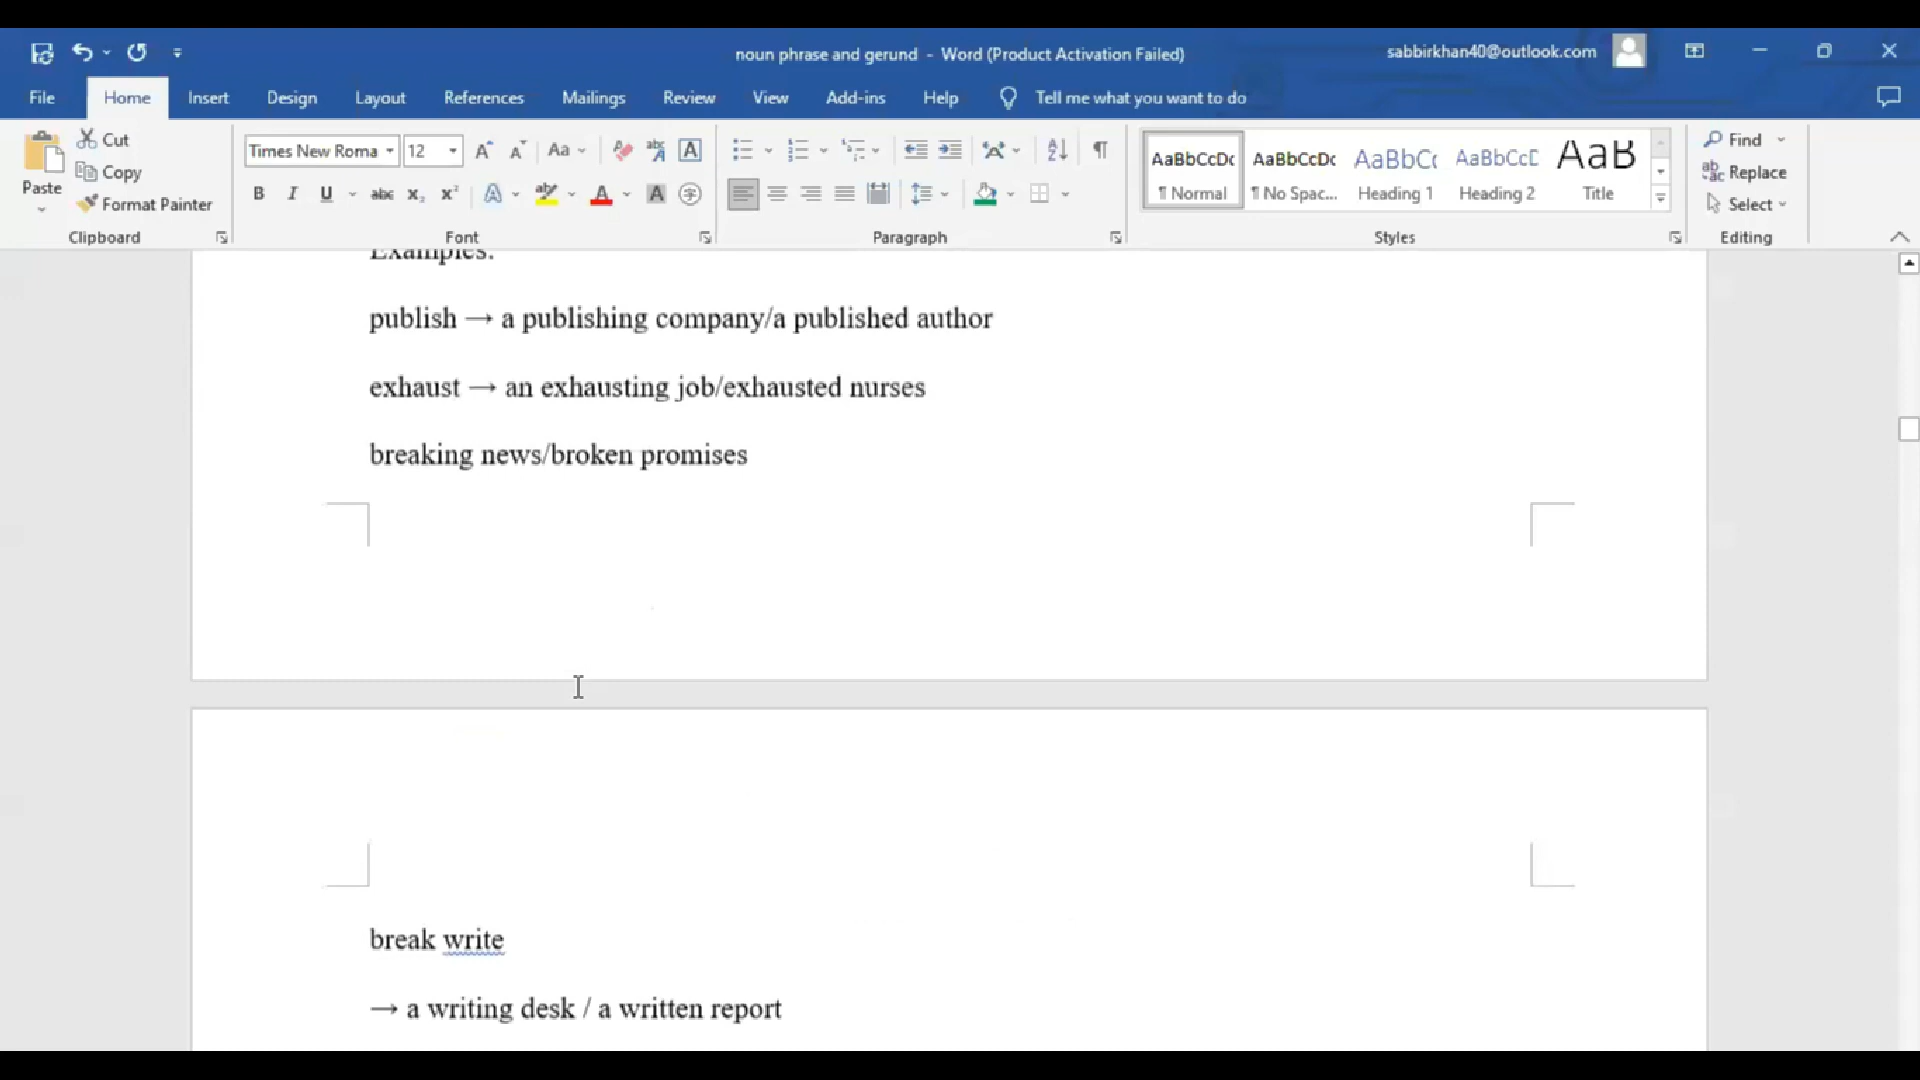 noun phrase and gerund - Word (Product Activation Failed)
sabbirkhan40@outlook.com
File Home Insert Design Layout References Mailings Review View Add-ins Help Tell me what you want to do
Paste
Cut
Copy
Format Painter
Clipboard
Times New Roma 12
Font
Paragraph
AaBbCcDc AaBbCcDc AaBbC( AaBbCcD AaB
¶ Normal ¶ No Spac... Heading 1 Heading 2 Title
Styles
Find
Replace
Select
Editing
Examples:
publish → a publishing company/a published author
exhaust → an exhausting job/exhausted nurses
breaking news/broken promises
break write
→ a writing desk / a written report